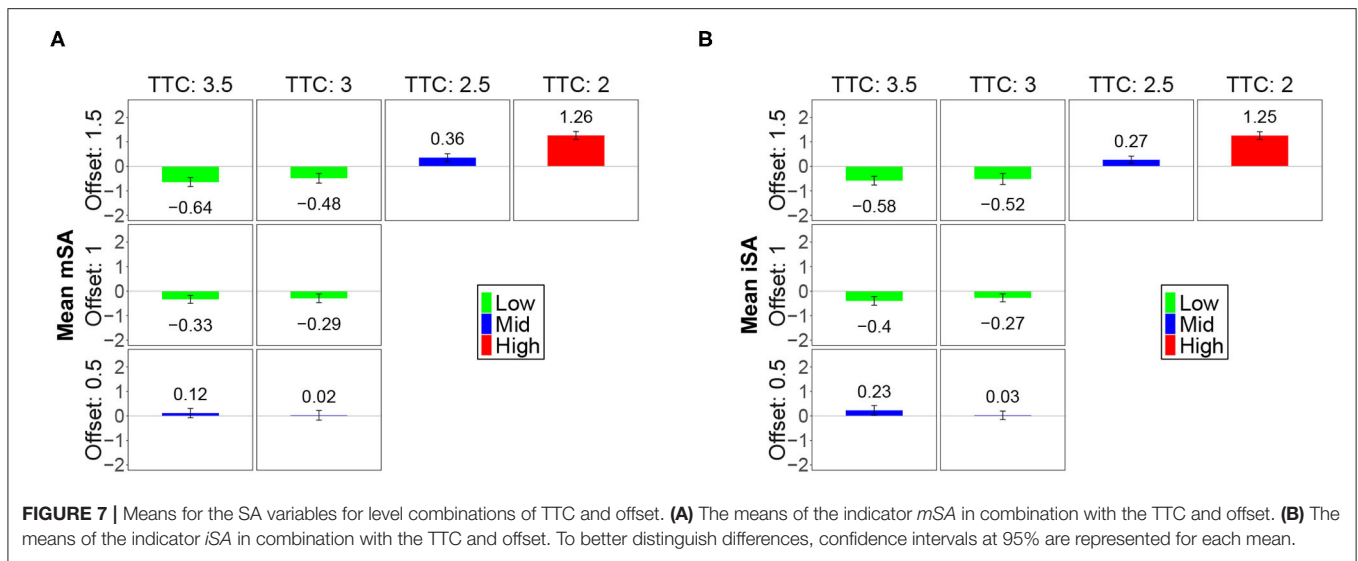 A
TTC: 3.5 TTC: 3 TTC: 2.5 TTC: 2
Mean mSA
Offset: 1.5
2
1
0
−1
−2
−0.64 −0.48 0.36 1.26
Offset: 1
2
1
0
−1
−2
−0.33 −0.29
Offset: 0.5
2
1
0
−1
−2
0.12 0.02
Low
Mid
High
B
TTC: 3.5 TTC: 3 TTC: 2.5 TTC: 2
Mean iSA
Offset: 1.5
2
1
0
−1
−2
−0.58 −0.52 0.27 1.25
Offset: 1
2
1
0
−1
−2
−0.4 −0.27
Offset: 0.5
2
1
0
−1
−2
0.23 0.03
Low
Mid
High
FIGURE 7 | Means for the SA variables for level combinations of TTC and offset. (A) The means of the indicator mSA in combination with the TTC and offset. (B) The
means of the indicator iSA in combination with the TTC and offset. To better distinguish differences, confidence intervals at 95% are represented for each mean.